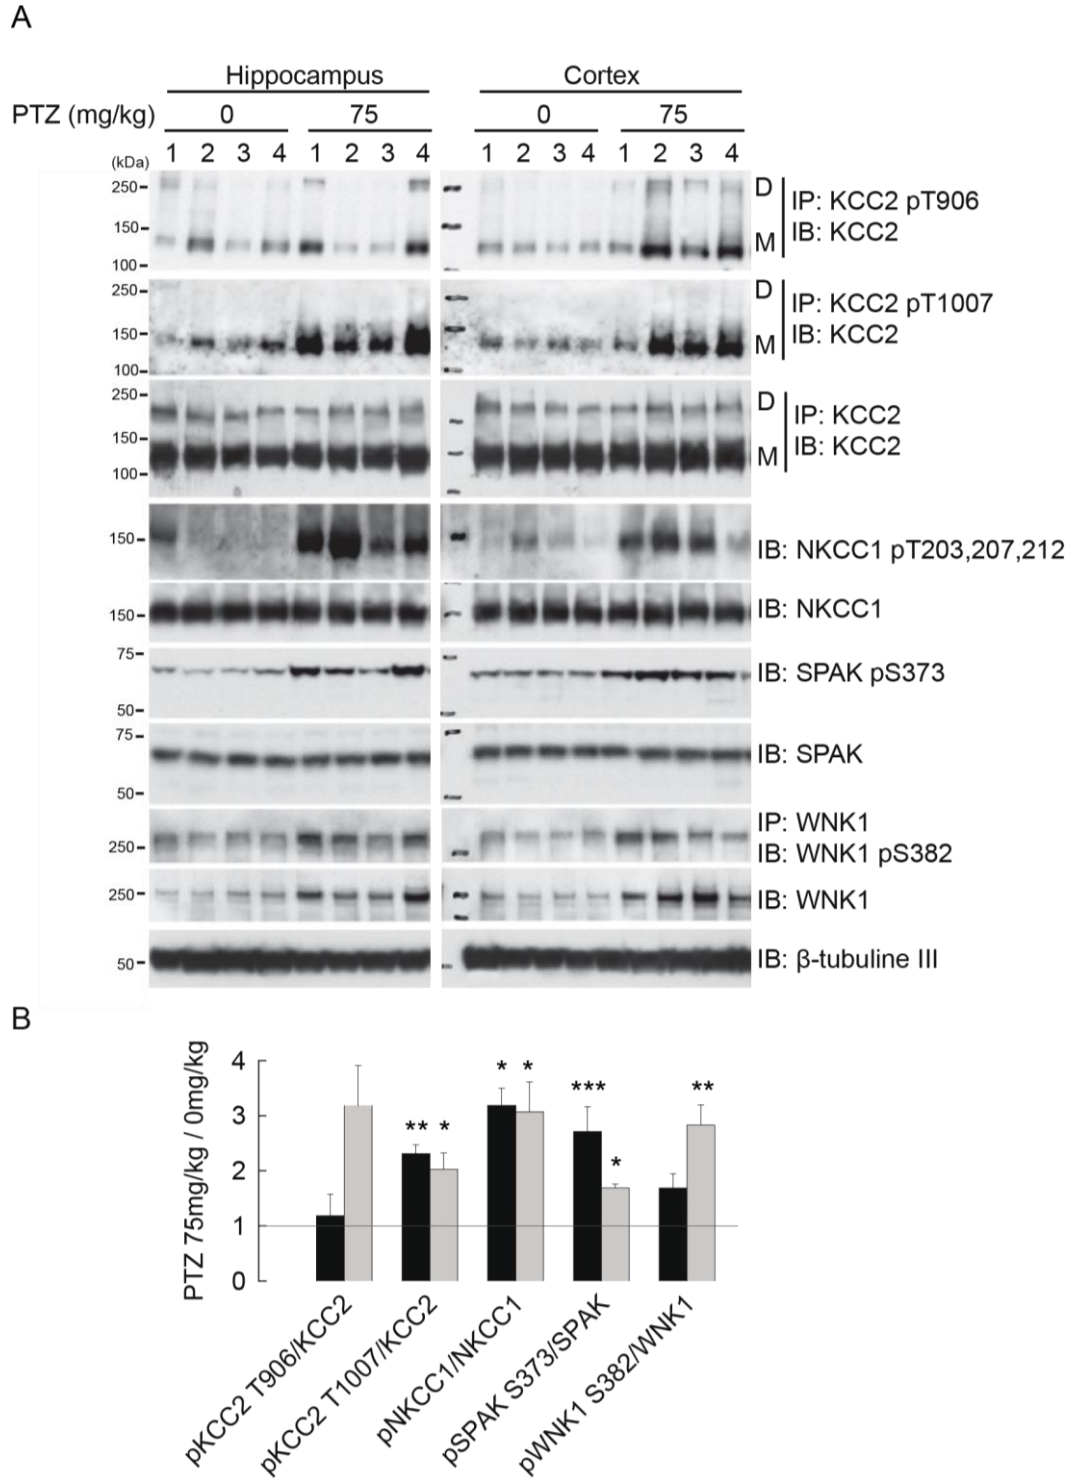 A
Hippocampus Cortex
PTZ (mg/kg) 0 75 0 75
(kDa) 1 2 3 4 1 2 3 4 1 2 3 4 1 2 3 4
250 D IP: KCC2 pT906
150 M IB: KCC2
100
250 D IP: KCC2 pT1007
150 M IB: KCC2
100
250 D IP: KCC2
150 M IB: KCC2
100
150 IB: NKCC1 pT203,207,212
150 IB: NKCC1
75 IB: SPAK pS373
50
75 IB: SPAK
50
IP: WNK1
250 IB: WNK1 pS382
250 IB: WNK1
50 IB: β-tubuline III
B
PTZ 75mg/kg / 0mg/kg
4
3
2
1
0
** * * * *** * **
pKCC2 T906/KCC2
pKCC2 T1007/KCC2
pNKCC1/NKCC1
pSPAK S373/SPAK
pWNK1 S382/WNK1